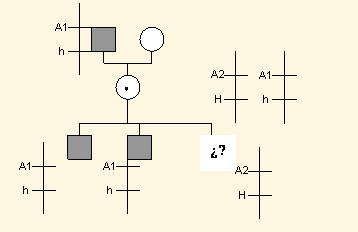 A1
h
A2 A1
H h
A1 A1 ¿? A2
h h H